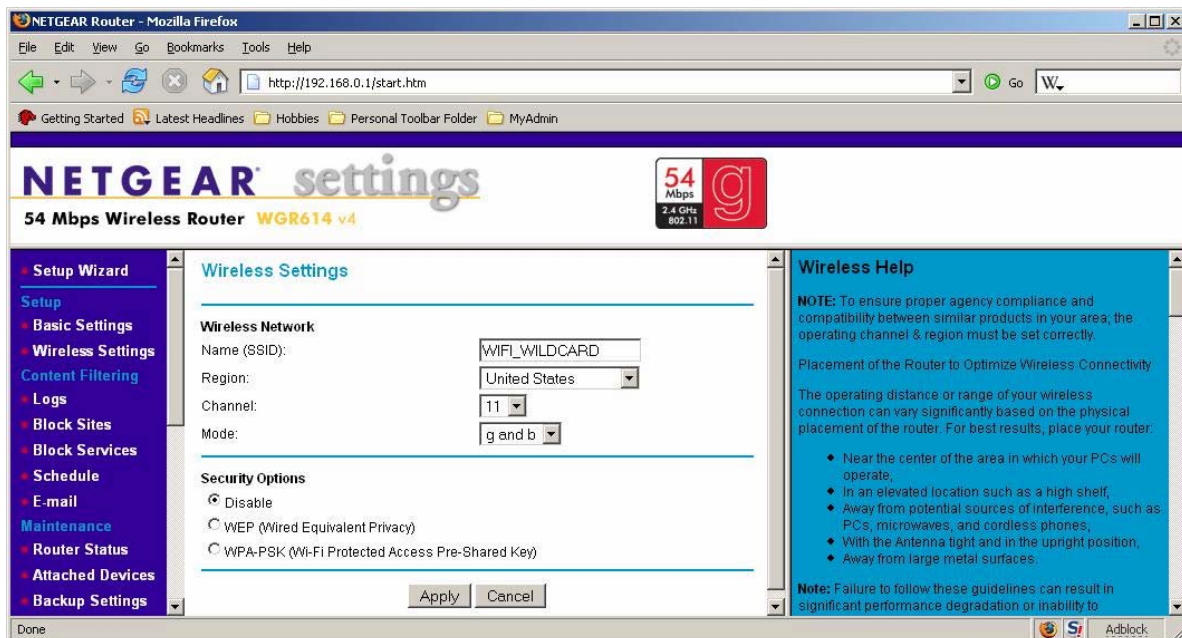 NETGEAR Router - Mozilla Firefox
File Edit View Go Bookmarks Tools Help
http://192.168.0.1/start.htm
Go
W
Getting Started Latest Headlines Hobbies Personal Toolbar Folder MyAdmin
NETGEAR settings
54 Mbps Wireless Router WGR614 v4
54
Mbps
2.4 GHz
802.11
g
Setup Wizard
Setup
Basic Settings
Wireless Settings
Content Filtering
Logs
Block Sites
Block Services
Schedule
E-mail
Maintenance
Router Status
Attached Devices
Backup Settings
Wireless Settings
Wireless Network
Name (SSID): WIFI_WILDCARD
Region: United States
Channel: 11
Mode: g and b
Security Options
Disable
WEP (Wired Equivalent Privacy)
WPA-PSK (Wi-Fi Protected Access Pre-Shared Key)
Apply Cancel
Wireless Help
NOTE: To ensure proper agency compliance and
compatibility between similar products in your area; the
operating channel & region must be set correctly.
Placement of the Router to Optimize Wireless Connectivity
The operating distance or range of your wireless
connection can vary significantly based on the physical
placement of the router. For best results, place your router:
Near the center of the area in which your PCs will
operate,
In an elevated location such as a high shelf,
Away from potential sources of interference, such as
PCs, microwaves, and cordless phones,
With the Antenna tight and in the upright position,
Away from large metal surfaces.
Note: Failure to follow these guidelines can result in
significant performance degradation or inability to
Done
S!
Adblock